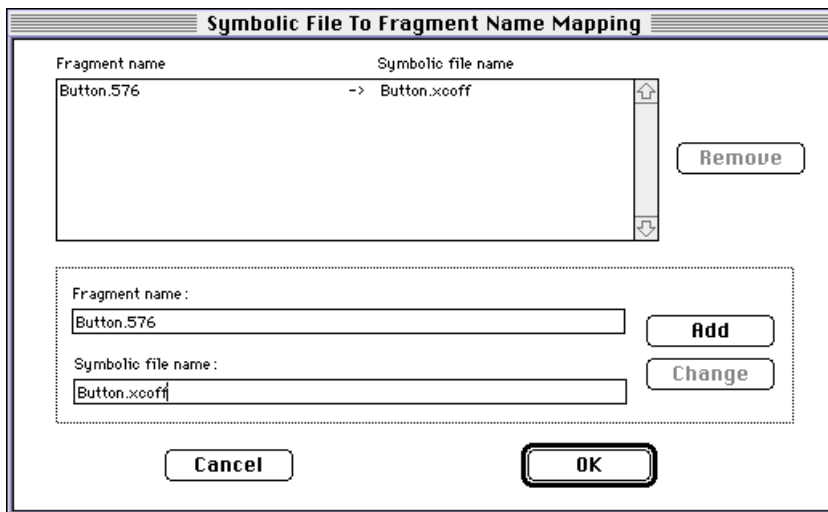 Symbolic File To Fragment Name Mapping
Fragment name Symbolic file name
Button.576 -> Button.xcoff
Remove
Fragment name:
Button.576
Add
Symbolic file name:
Change
Button.xcoff
Cancel OK